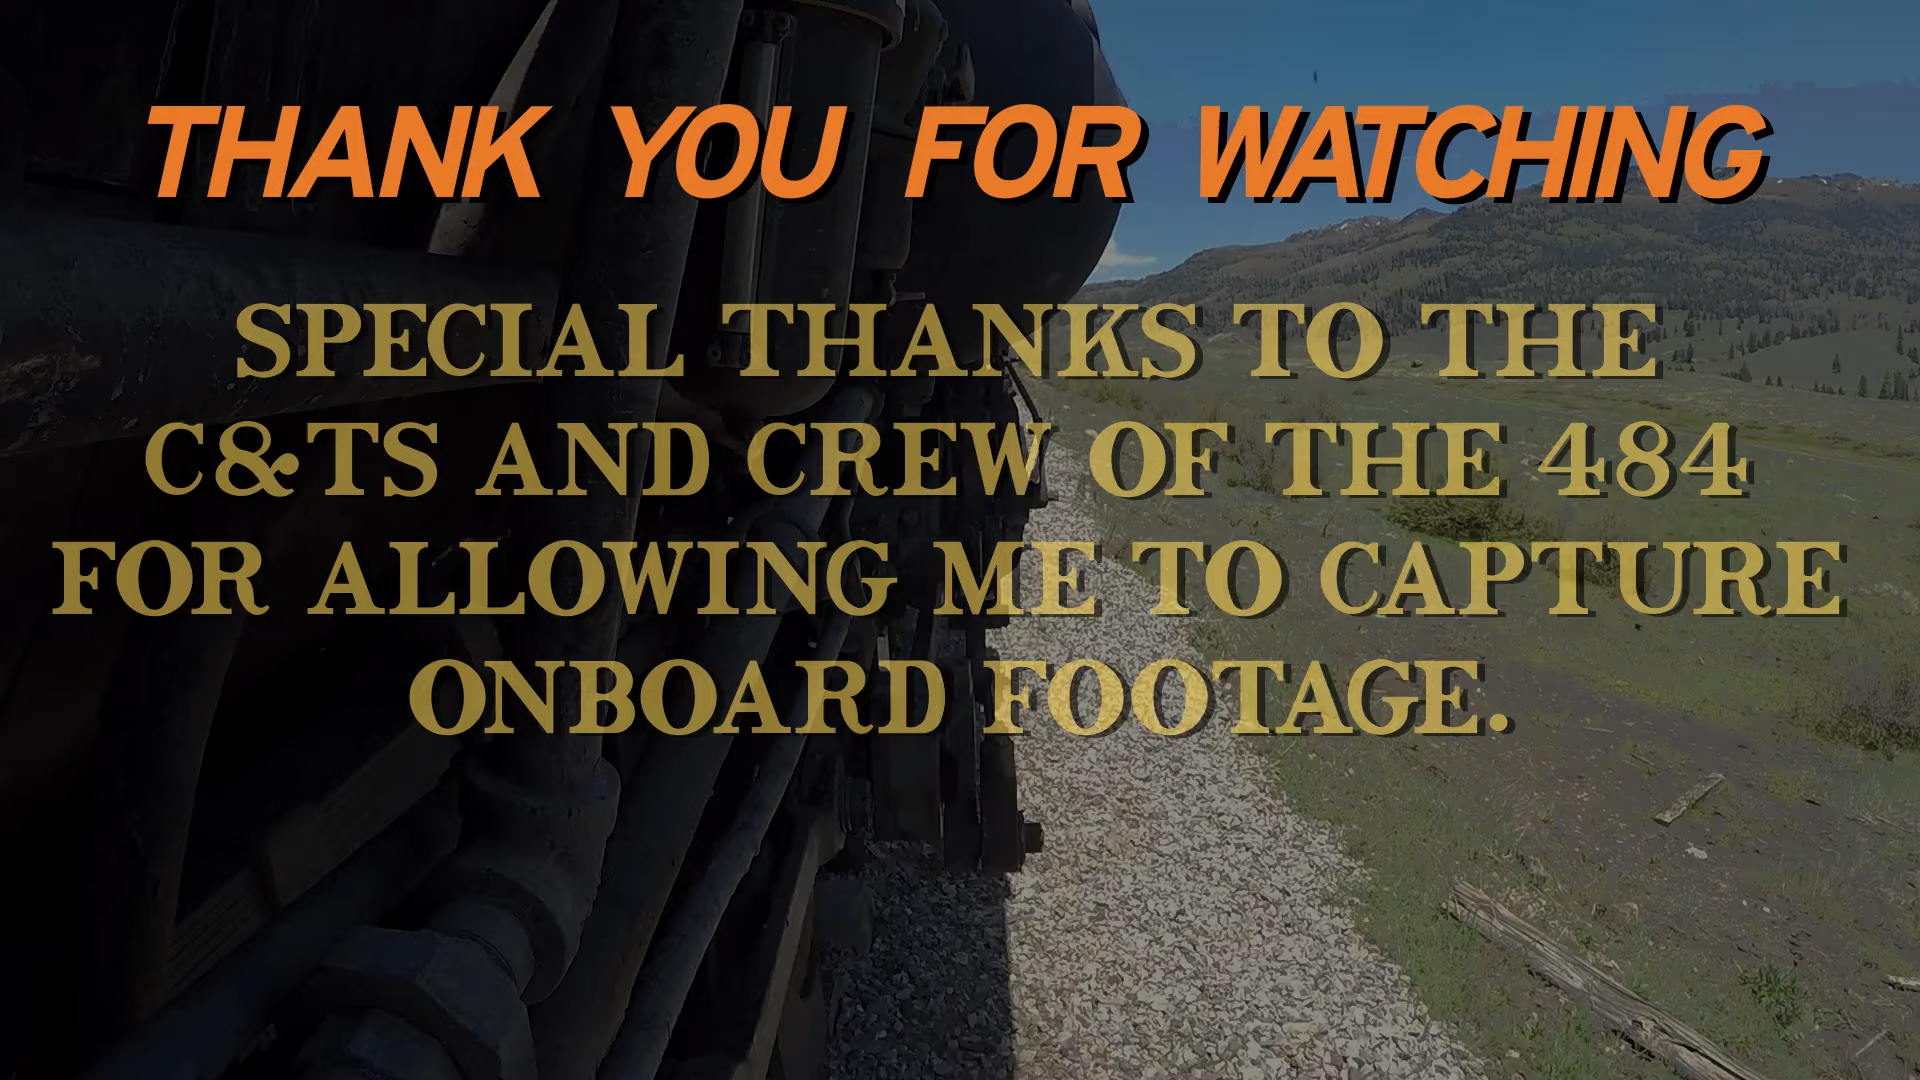 THANK YOU FOR WATCHING
SPECIAL THANKS TO THE
C&TS AND CREW OF THE 484
FOR ALLOWING ME TO CAPTURE
ONBOARD FOOTAGE.